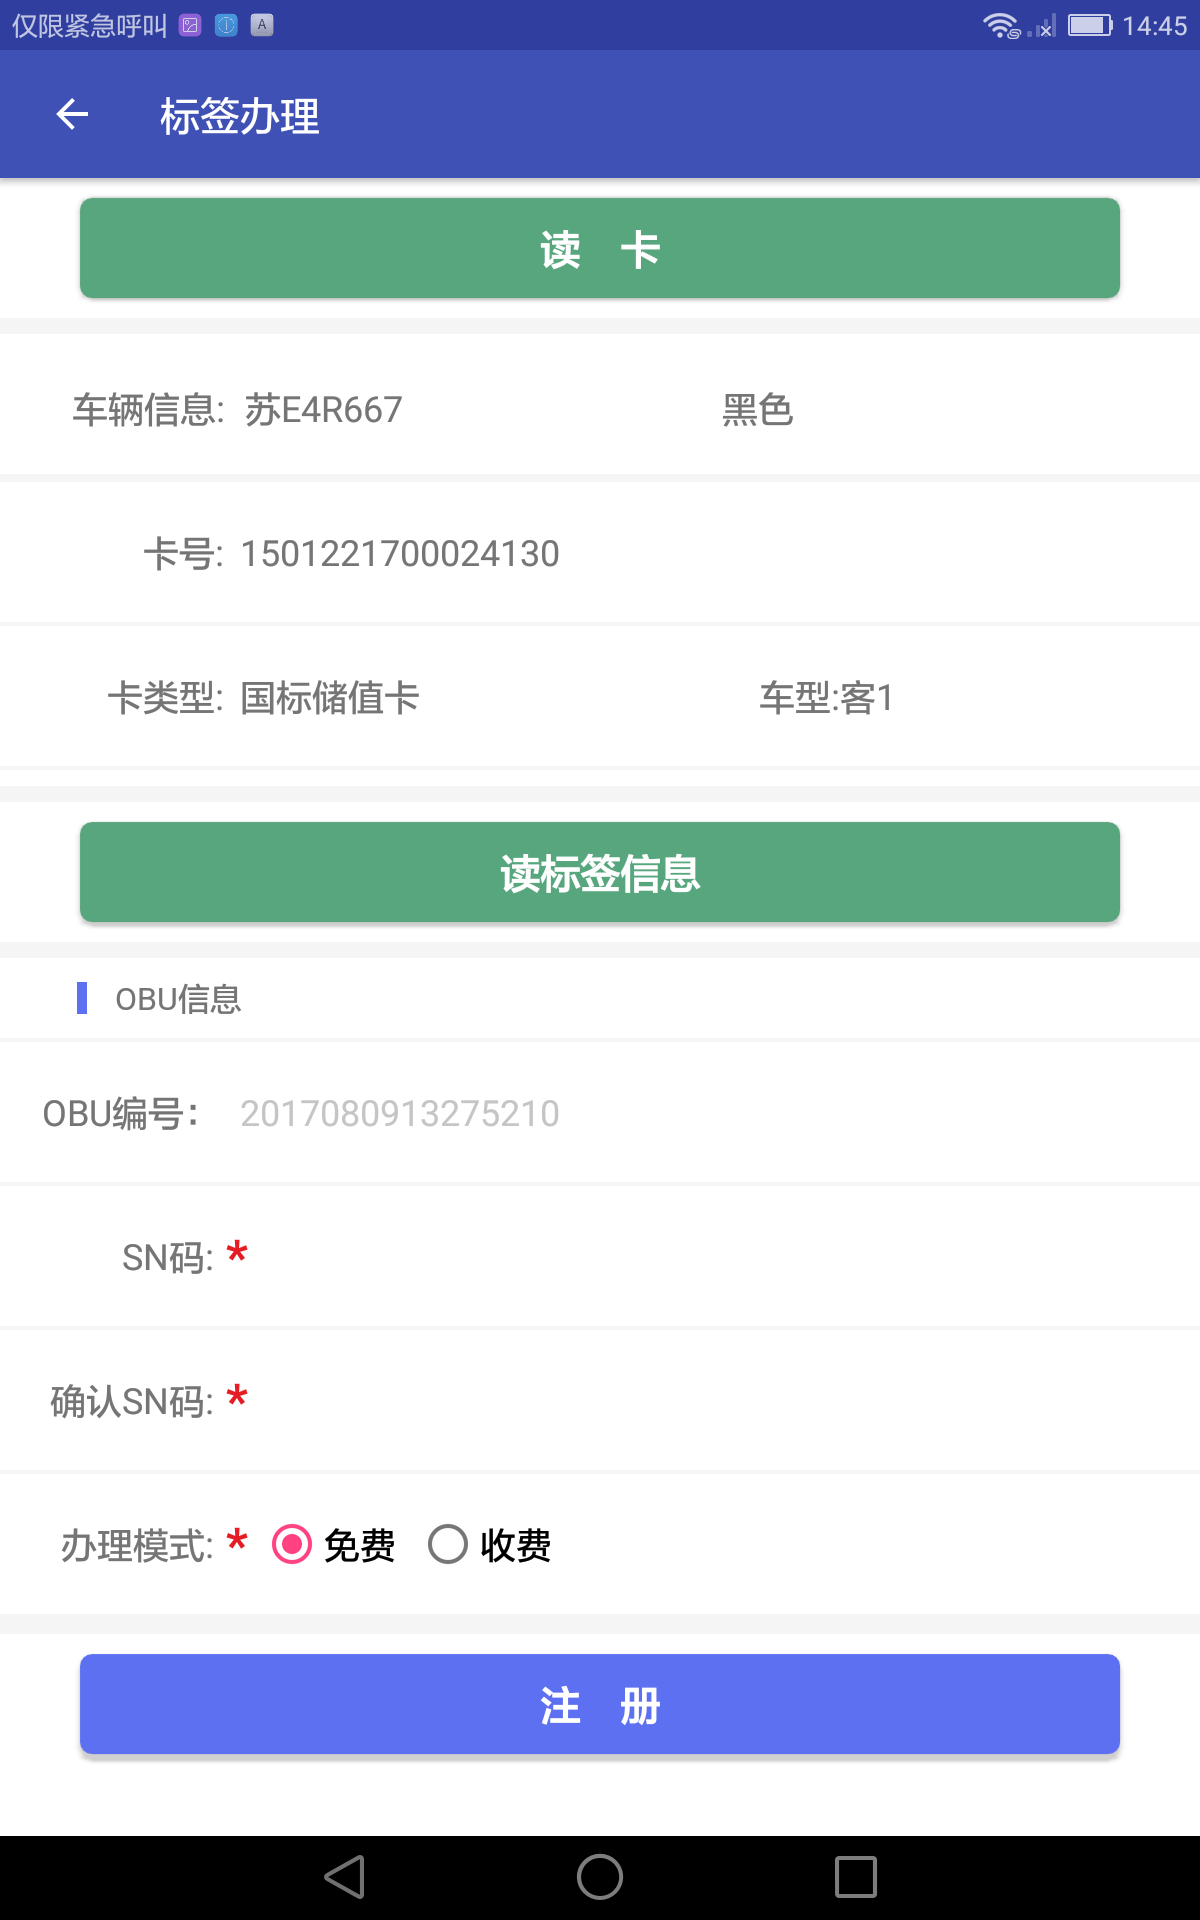 仅限紧急呼叫 A 14:45
标签办理
读 卡
车辆信息: 苏E4R667 黑色
卡号: 1501221700024130
卡类型: 国标储值卡 车型:客1
读标签信息
OBU信息
OBU编号: 2017080913275210
SN码: *
确认SN码: *
办理模式: * 免费 收费
注 册